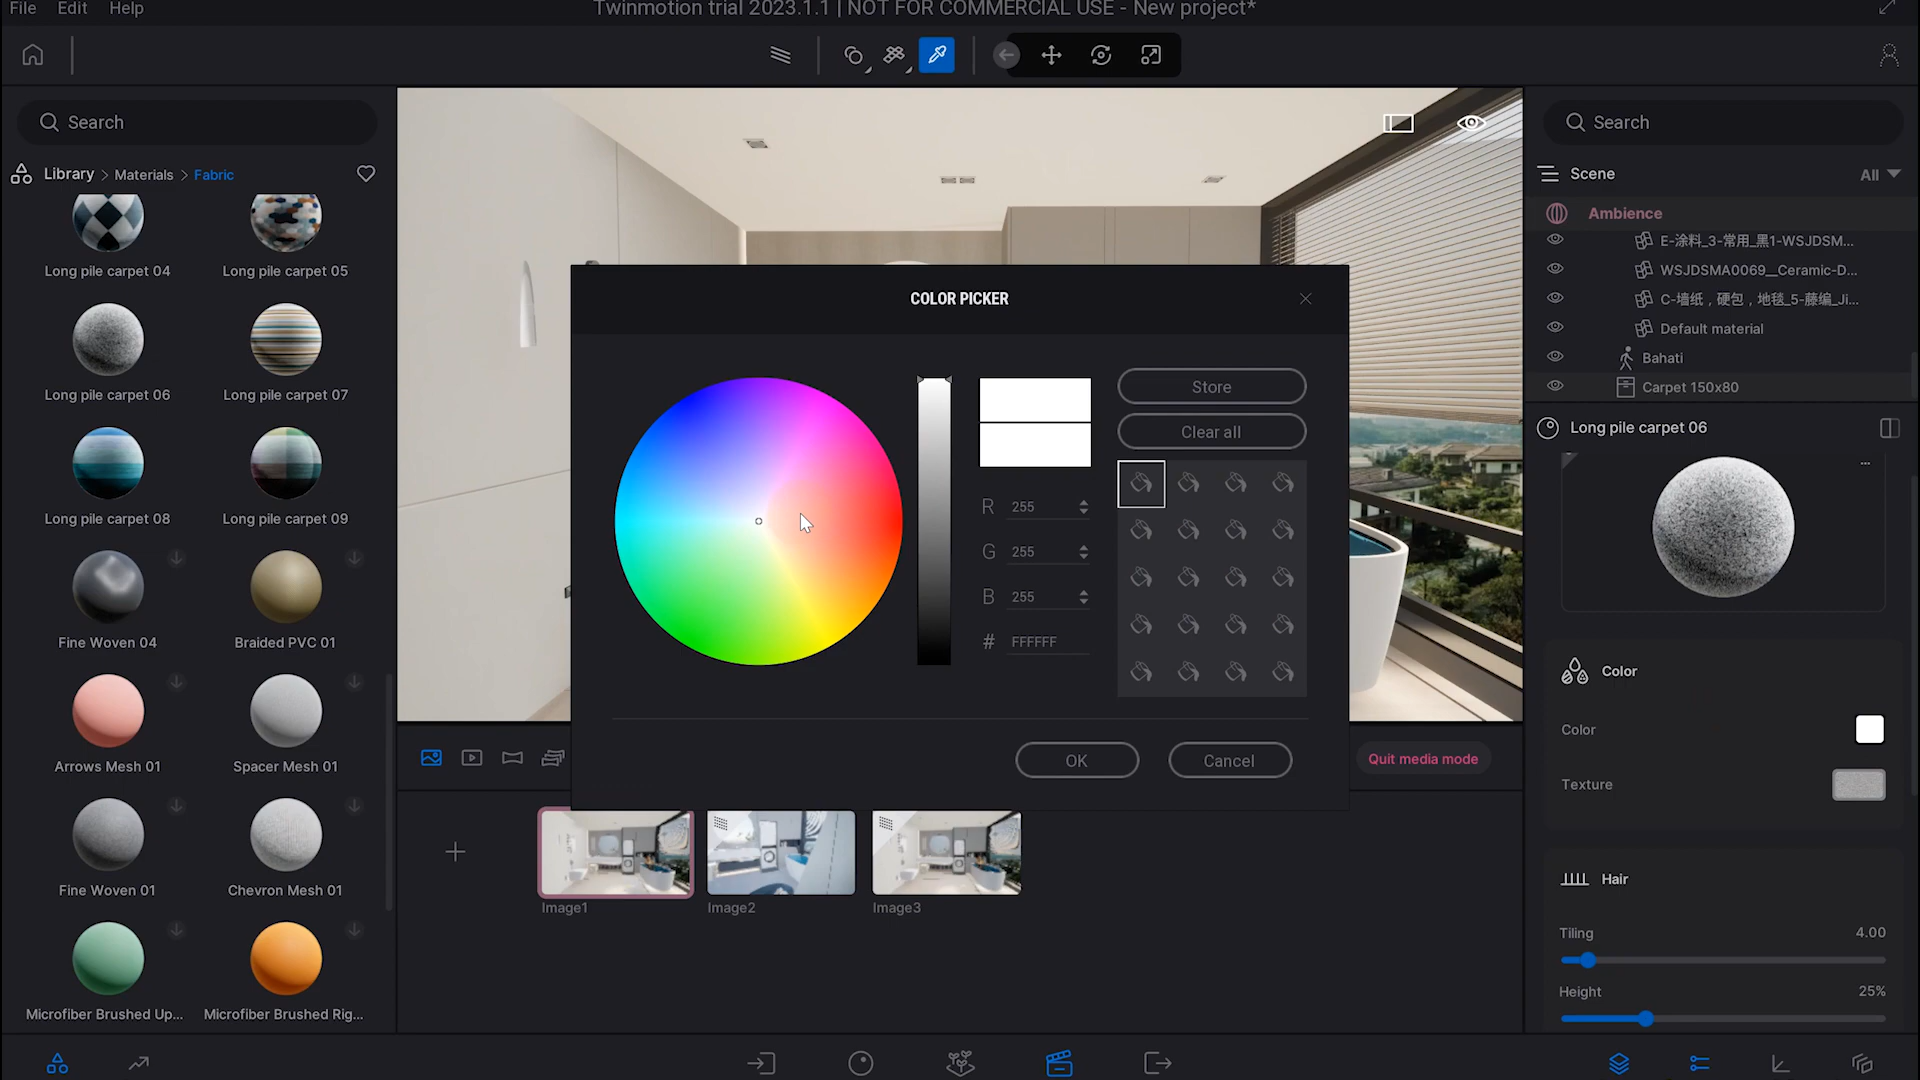 Twinmotion trial 2023.1.1 | NOT FOR COMMERCIAL USE - New project*
File Edit Help
Search
Library > Materials > Fabric
Long pile carpet 04
Long pile carpet 05
Long pile carpet 06
Long pile carpet 07
Long pile carpet 08
Long pile carpet 09
Fine Woven 04
Braided PVC 01
Arrows Mesh 01
Spacer Mesh 01
Fine Woven 01
Chevron Mesh 01
Microfiber Brushed Up...
Microfiber Brushed Rig...
COLOR PICKER
Store
Clear all
R 255
G 255
B 255
# FFFFFF
OK
Cancel
Quit media mode
Image1
Image2
Image3
Search
Scene
All
Ambience
E-涂料_3-常用_黑1-WSJDSM...
WSJDSMA0069__Ceramic-D...
C-墙纸，硬包，地毯_5-藤编_Ji...
Default material
Bahati
Carpet 150x80
Long pile carpet 06
...
Color
Color
Texture
Hair
Tiling 4.00
Height 25%